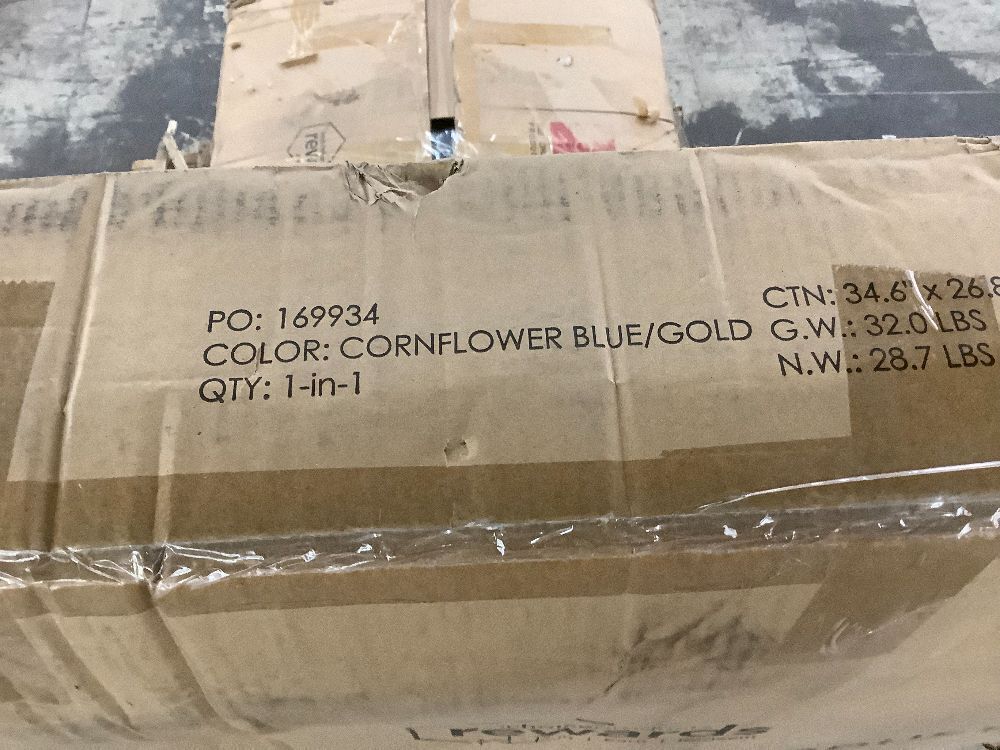 PO: 169934
COLOR: CORNFLOWER BLUE/GOLD
QTY: 1-in-1
CTN: 34.6" X 26.8
G.W.: 32.0 LBS
N.W.: 28.7 LBS
rewards